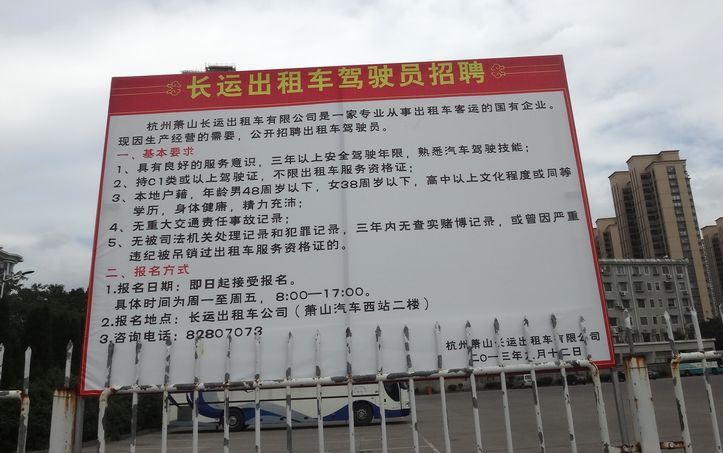 长运出租车驾驶员招聘
杭州萧山长运出租车有限公司是一家专业从事出租车客运的国有企业。
现因生产经营的需要，公开招聘出租车驾驶员。
一、基本要求
1、具有良好的服务意识，三年以上安全驾驶年限，熟悉汽车驾驶技能；
2、持C1类或以上驾驶证，不限出租车服务资格证；
3、本地户籍，年龄男48周岁以下，女38周岁以下，高中以上文化程度或同等
学历，身体健康，精力充沛；
4、无重大交通责任事故记录；
5、无被司法机关处理记录和犯罪记录，三年内无查实赌博记录，或曾因严重
违纪被吊销过出租车服务资格证的。
二、报名方式
1.报名日期：即日起接受报名。
具体时间为周一至周五，8:00—17:00。
2.报名地点：长运出租车公司（萧山汽车西站二楼）
3.咨询电话：82807073
杭州萧山长运出租车有限公司
二〇一三年九月十二日